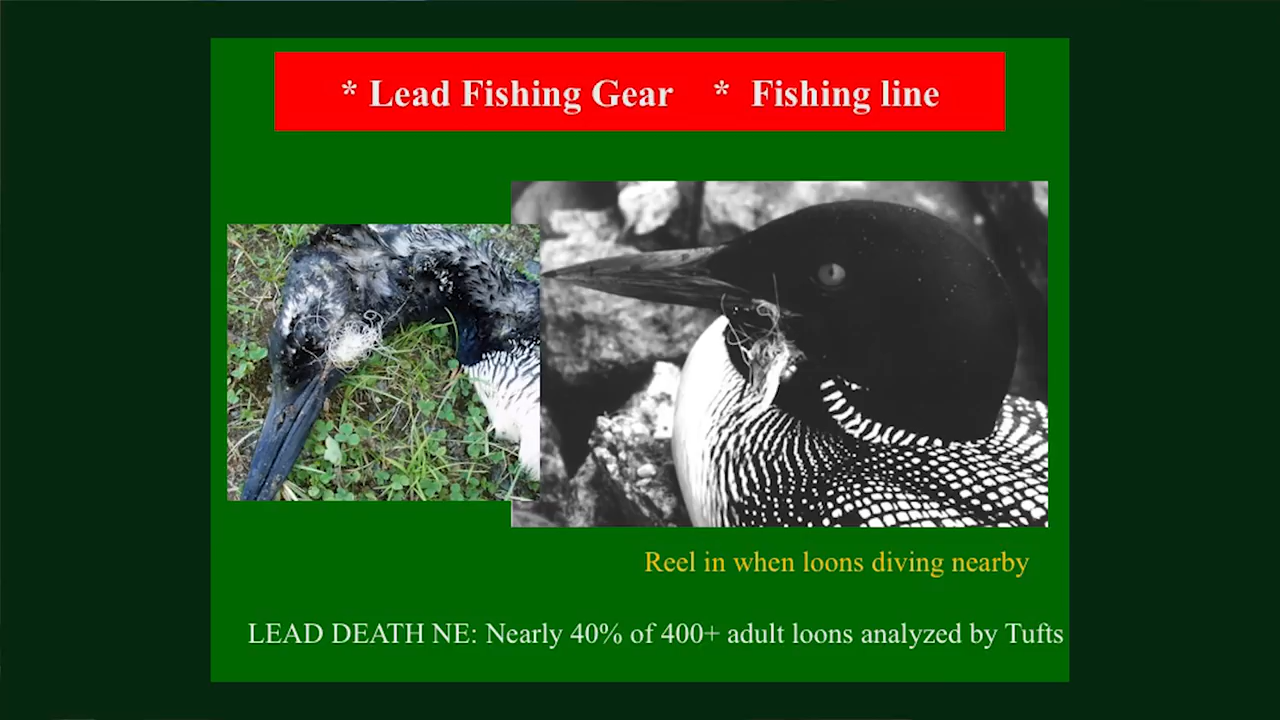 * Lead Fishing Gear * Fishing line
Reel in when loons diving nearby
LEAD DEATH NE: Nearly 40% of 400+ adult loons analyzed by Tufts